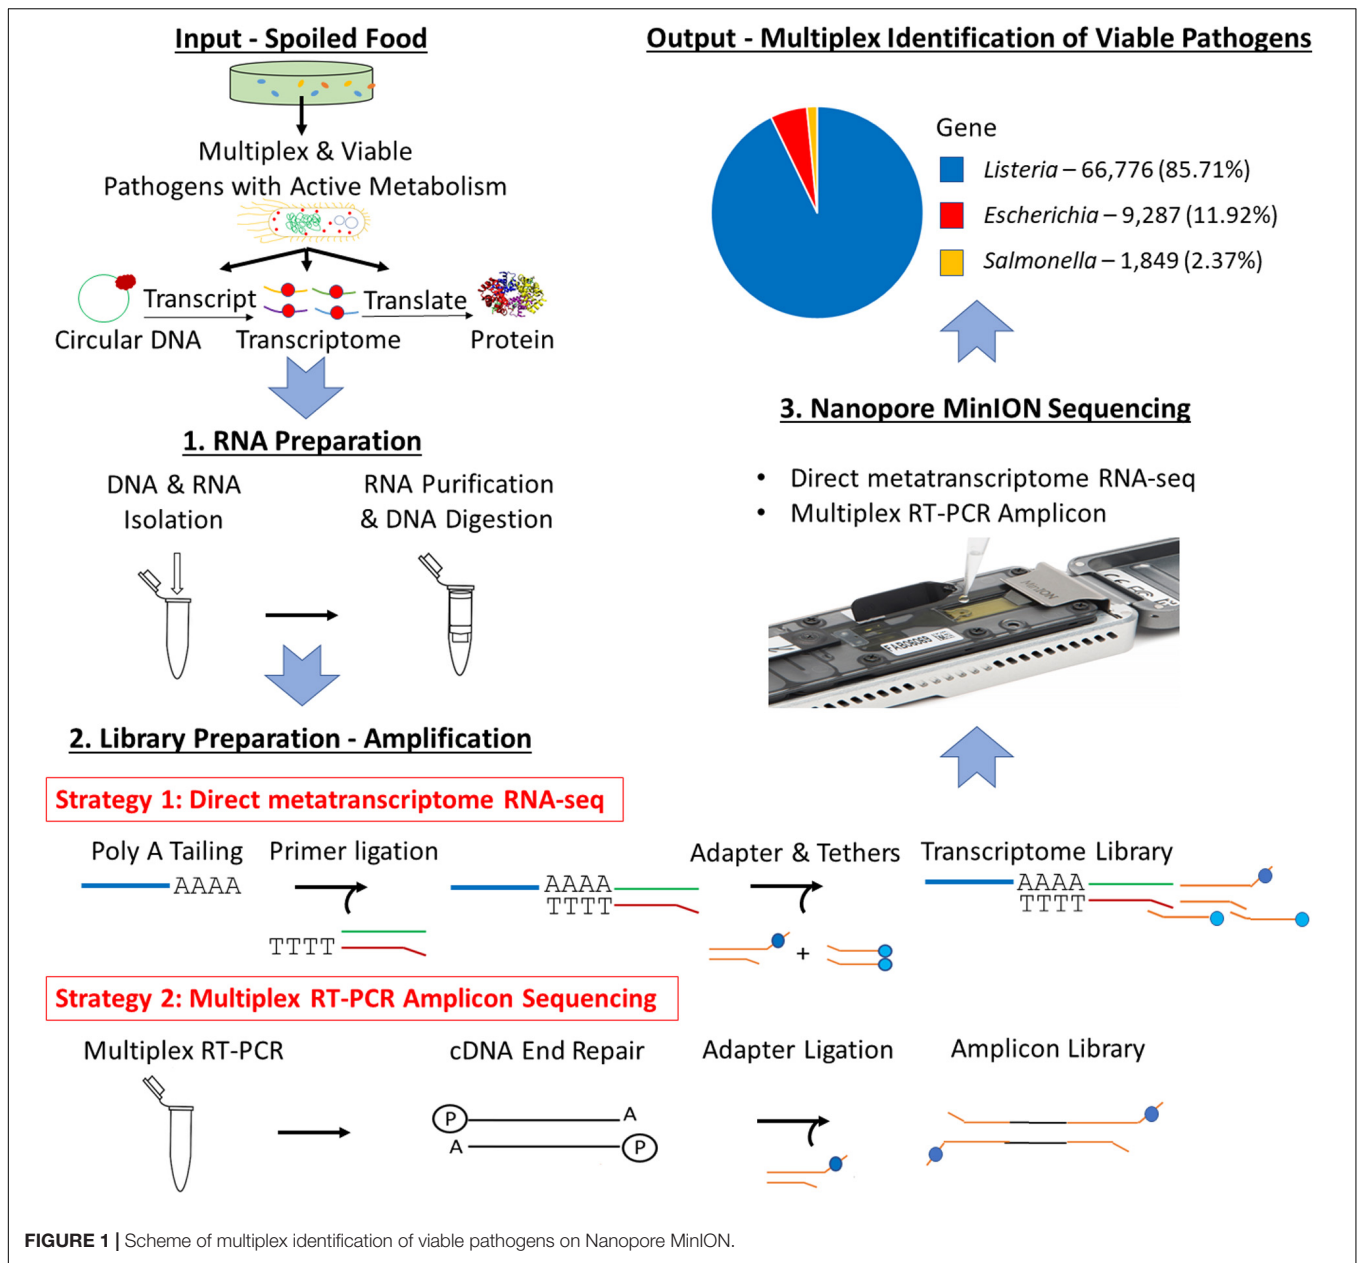 Input - Spoiled Food
Multiplex & Viable
Pathogens with Active Metabolism
Transcript
Translate
Circular DNA
Transcriptome
Protein
1. RNA Preparation
DNA & RNA
Isolation
RNA Purification
& DNA Digestion
2. Library Preparation - Amplification
Strategy 1: Direct metatranscriptome RNA-seq
Poly A Tailing
Primer ligation
Adapter & Tethers
Transcriptome Library
AAAA
TTTT
AAAA
TTTT
+
AAAA
TTTT
Strategy 2: Multiplex RT-PCR Amplicon Sequencing
Multiplex RT-PCR
cDNA End Repair
Adapter Ligation
Amplicon Library
P
A
A
P
Output - Multiplex Identification of Viable Pathogens
Gene
Listeria – 66,776 (85.71%)
Escherichia – 9,287 (11.92%)
Salmonella – 1,849 (2.37%)
3. Nanopore MinION Sequencing
• Direct metatranscriptome RNA-seq
• Multiplex RT-PCR Amplicon
MinION
FIGURE 1 | Scheme of multiplex identification of viable pathogens on Nanopore MinION.